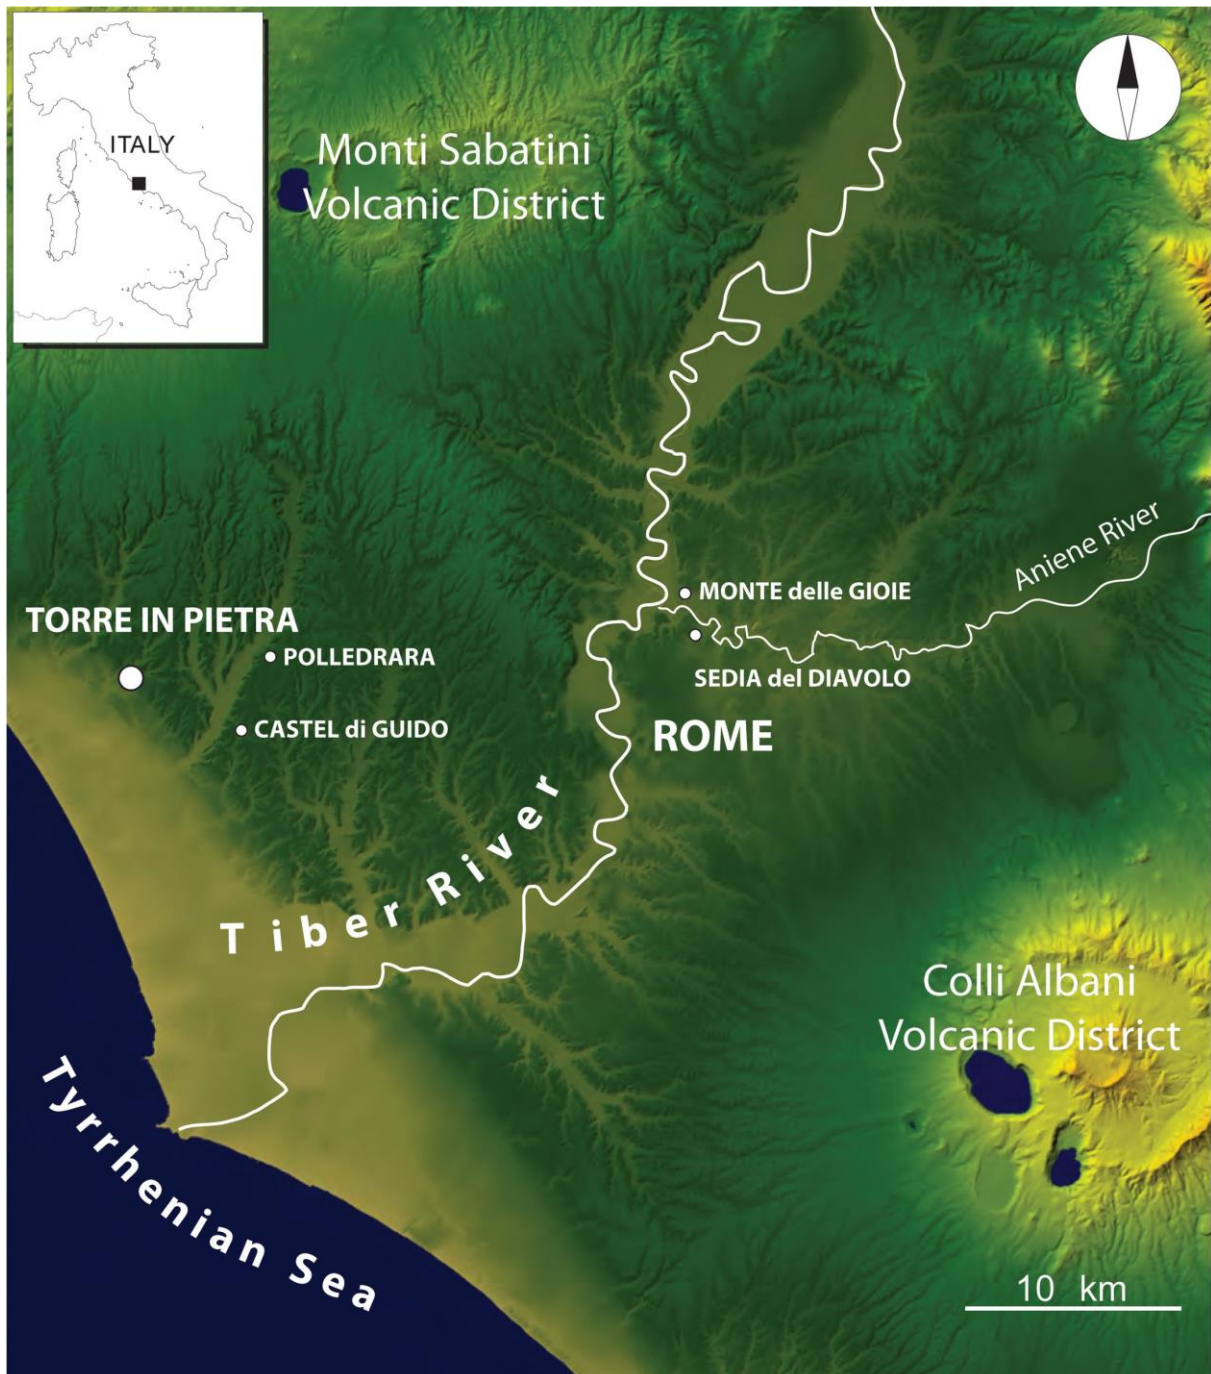 ITALY
Monti Sabatini
Volcanic District
Aniene River
MONTE delle GIOIE
TORRE IN PIETRA
POLLEDRARA
SEDIA del DIAVOLO
CASTEL di GUIDO
ROME
Tiber River
Colli Albani
Volcanic District
Tyrrhenian Sea
10 km